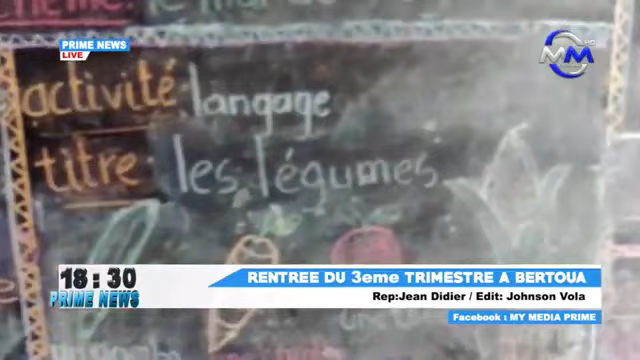 PRIME NEWS
LIVE
MM
activité: langage
titre: les légumes
18:30
PRIME NEWS
RENTREE DU 3eme TRIMESTRE A BERTOUA
Rep:Jean Didier / Edit: Johnson Vola
Facebook : MY MEDIA PRIME